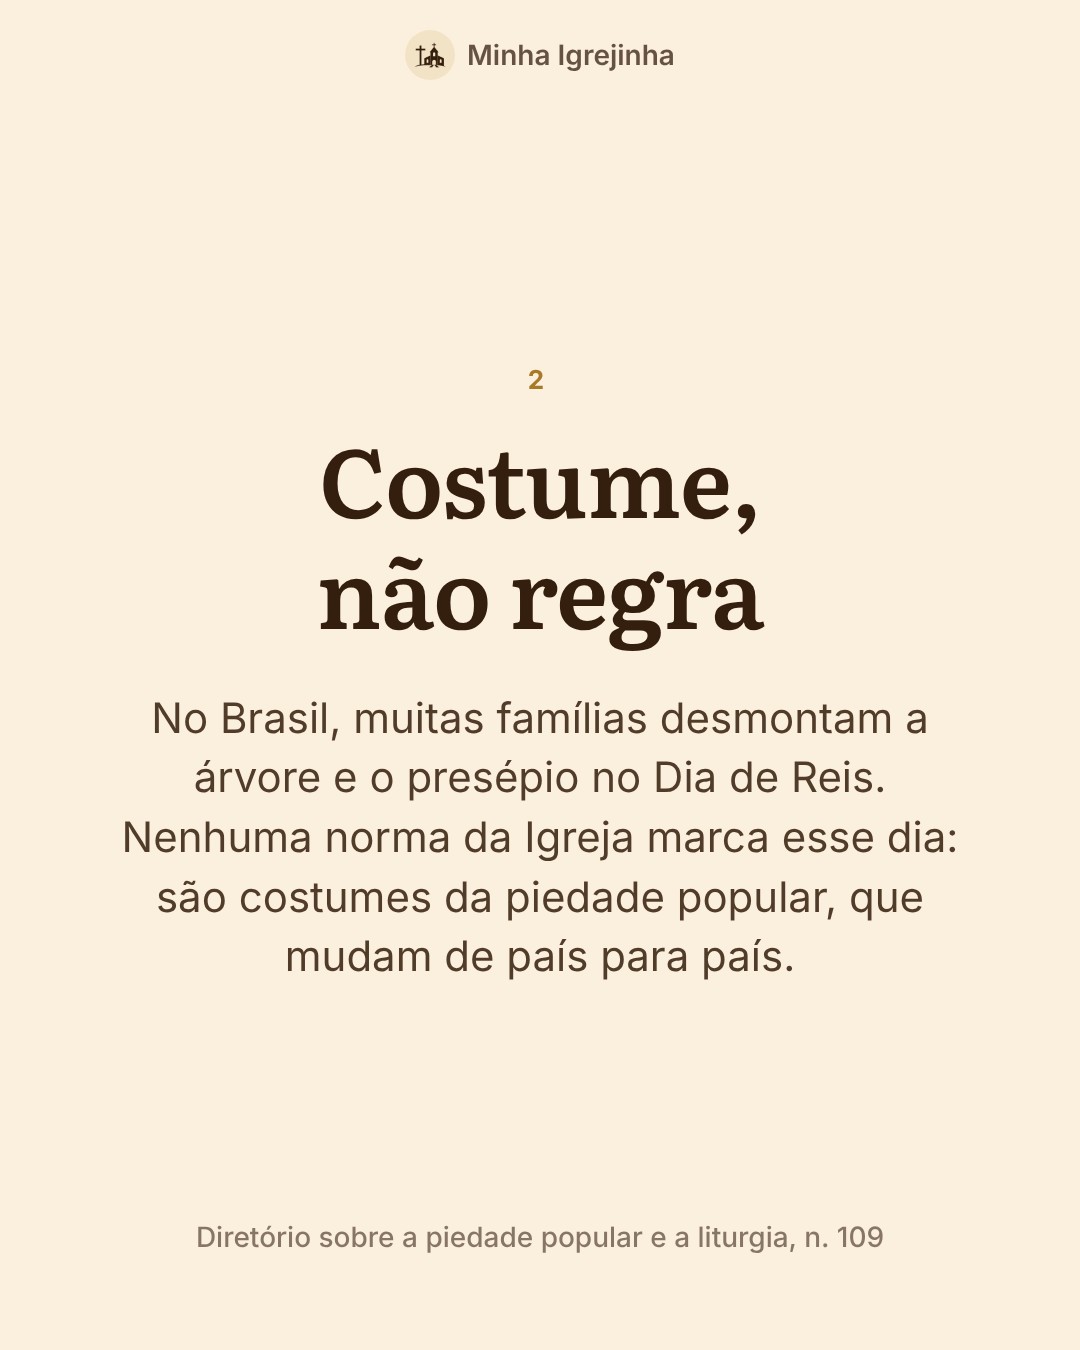 Minha Igrejinha
2
Costume,
não regra
No Brasil, muitas famílias desmontam a
árvore e o presépio no Dia de Reis.
Nenhuma norma da Igreja marca esse dia:
são costumes da piedade popular, que
mudam de país para país.
Diretório sobre a piedade popular e a liturgia, n. 109